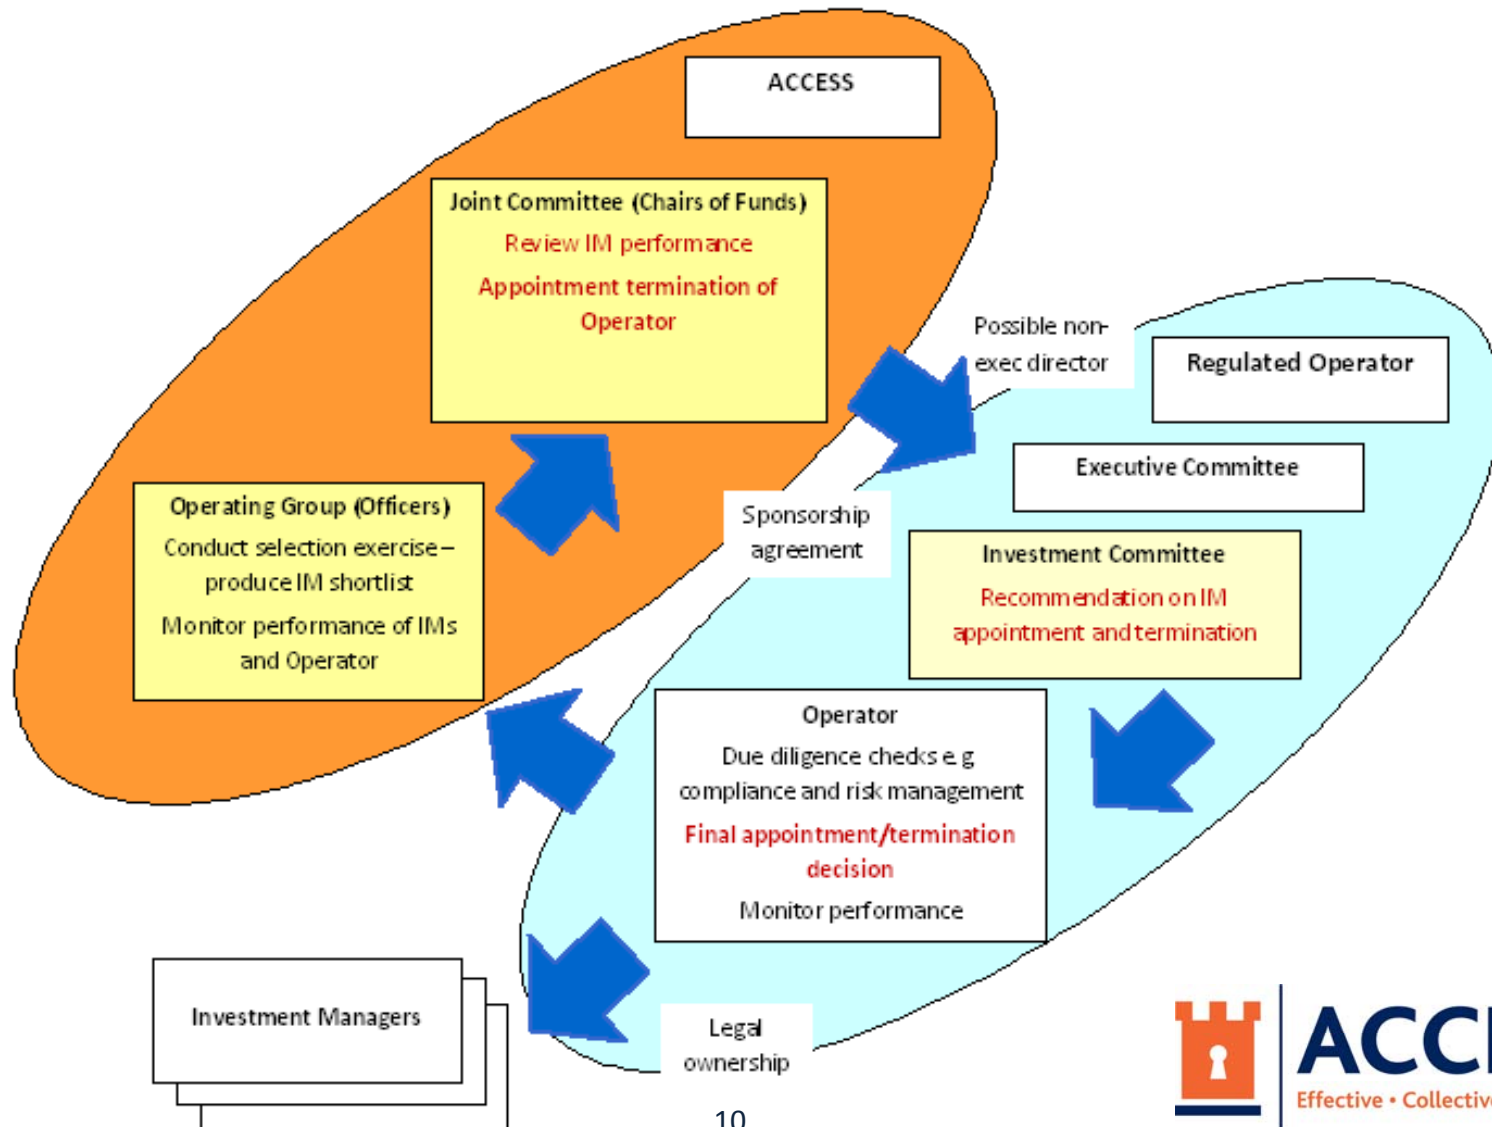 ACCESS
Joint Committee (Chairs of Funds)
Review IM performance
Appointment termination of
Operator
Possible non-
exec director
Regulated Operator
Executive Committee
Operating Group (Officers)
Conduct selection exercise –
produce IM shortlist
Monitor performance of IMs
and Operator
Sponsorship
agreement
Investment Committee
Recommendation on IM
appointment and termination
Operator
Due diligence checks e.g
compliance and risk management
Final appointment/termination
decision
Monitor performance
Investment Managers
Legal
ownership
10
ACC
Effective • Collective